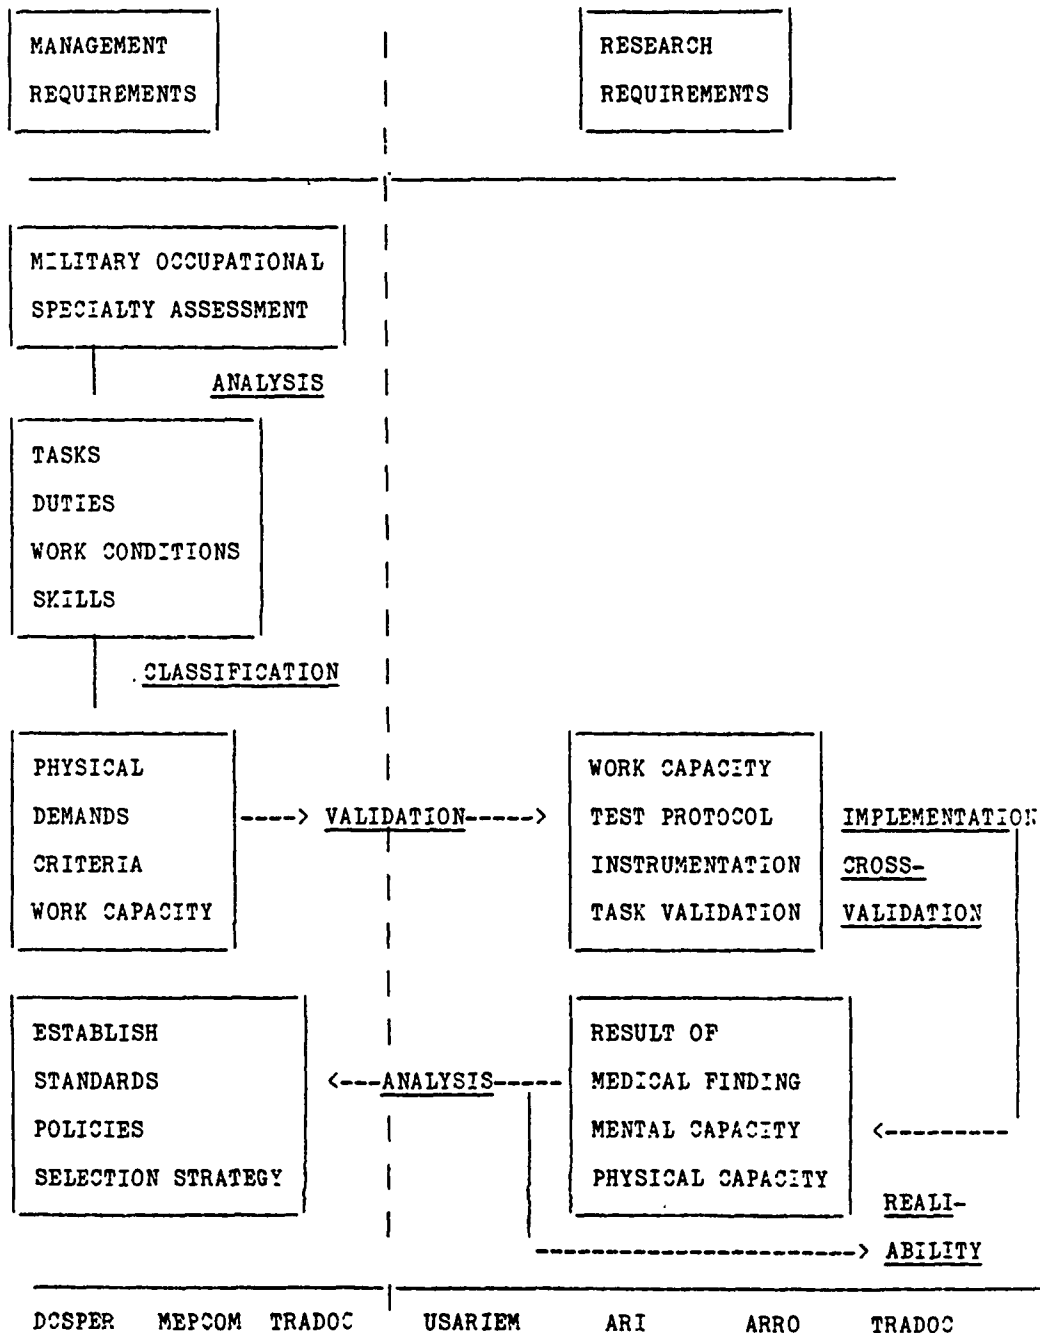 MANAGEMENT
REQUIREMENTS
RESEARCH
REQUIREMENTS
MILITARY OCCUPATIONAL
SPECIALTY ASSESSMENT
ANALYSIS
TASKS
DUTIES
WORK CONDITIONS
SKILLS
CLASSIFICATION
PHYSICAL
DEMANDS
CRITERIA
WORK CAPACITY
VALIDATION
WORK CAPACITY
TEST PROTOCOL
INSTRUMENTATION
TASK VALIDATION
IMPLEMENTATION
CROSS-
VALIDATION
ESTABLISH
STANDARDS
POLICIES
SELECTION STRATEGY
ANALYSIS
RESULT OF
MEDICAL FINDING
MENTAL CAPACITY
PHYSICAL CAPACITY
REALI-
ABILITY
DCSPER MEPCOM TRADOC USARIEM ARI ARRO TRADOC